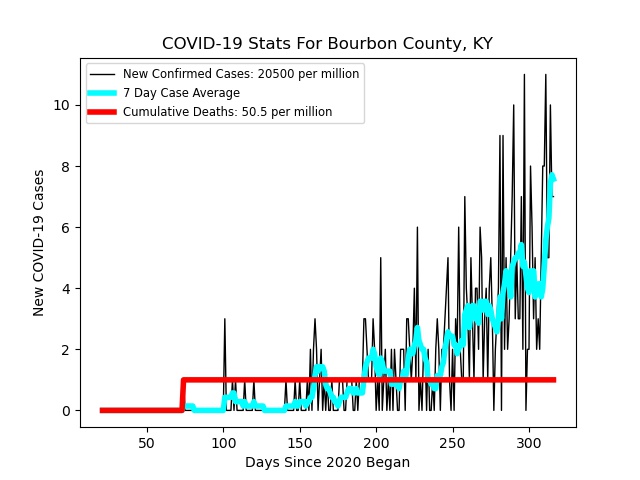 COVID-19 Stats For Bourbon County, KY
New Confirmed Cases: 20500 per million
7 Day Case Average
Cumulative Deaths: 50.5 per million
New COVID-19 Cases
10
8
6
4
2
0
50 100 150 200 250 300
Days Since 2020 Began